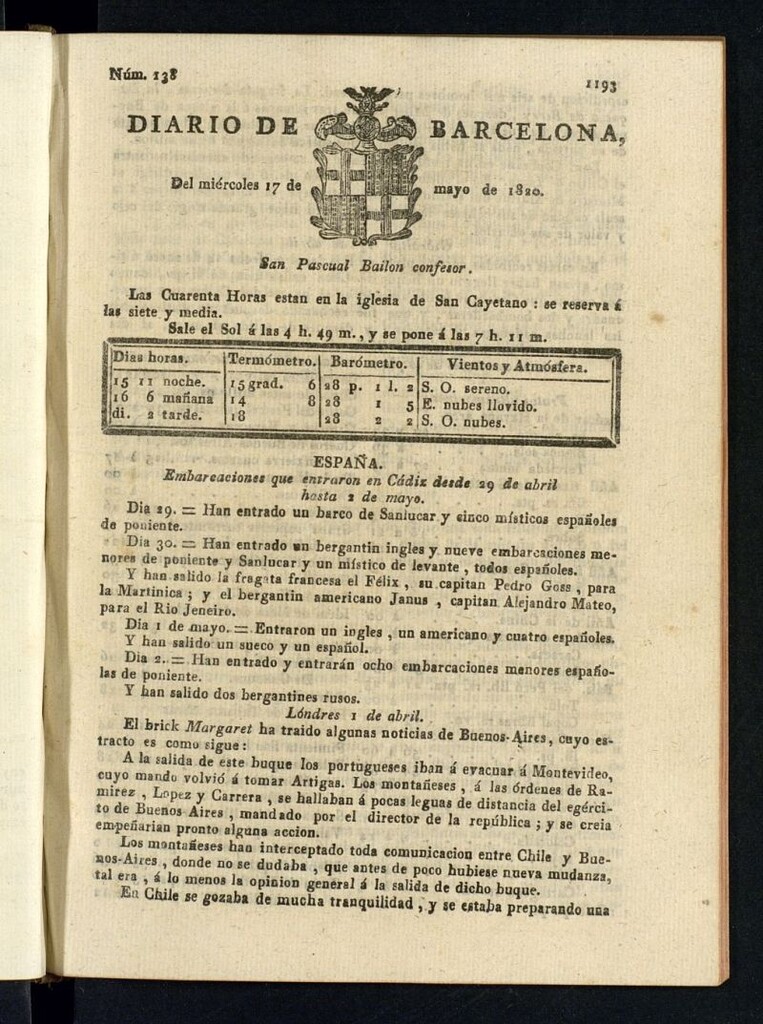 Núm. 138
1193
DIARIO DE BARCELONA,
Del miércoles 17 de mayo de 1820.
San Pascual Bailon confesor.
Las Cuarenta Horas estan en la iglesia de San Cayetano : se reserva á
las siete y media.
Sale el Sol á las 4 h. 49 m., y se pone á las 7 h. 11 m.
Dias horas. Termómetro. Barómetro. Vientos y Atmósfera.
15 11 noche. 15 grad. 6 28 p. 1 l. 2 S. O. sereno.
16 6 mañana 14 8 28 1 5 E. nubes llovido.
di. 2 tarde. 18 28 2 2 S. O. nubes.
ESPAÑA.
Embarcaciones que entraron en Cádiz desde 29 de abril
hasta 2 de mayo.
Dia 29. = Han entrado un barco de Sanlucar y cinco místicos españoles
de poniente.
Dia 30. = Han entrado un bergantin ingles y nueve embarcaciones me-
nores de poniente y Sanlucar y un místico de levante , todos españoles.
Y han salido la fragata francesa el Félix , su capitan Pedro Goss , para
la Martinica ; y el bergantin americano Janus , capitan Alejandro Mateo,
para el Rio Jeneiro.
Dia 1 de mayo. = Entraron un ingles , un americano y cuatro españoles.
Y han salido un sueco y un español.
Dia 2. = Han entrado y entrarán ocho embarcaciones menores españo-
las de poniente.
Y han salido dos bergantines rusos.
Lóndres 1 de abril.
El brick Margaret ha traido algunas noticias de Buenos-Aires, cuyo es-
tracto es como sigue :
A la salida de este buque los portugueses iban á evacuar á Montevideo,
cuyo mando volvió á tomar Artigas. Los montañeses , á las órdenes de Ra-
mirez , Lopez y Carrera , se hallaban á pocas leguas de distancia del egérci-
to de Buenos-Aires , mandado por el director de la república ; y se creia
empeñarian pronto alguna accion.
Los montañeses han interceptado toda comunicacion entre Chile y Bue-
nos-Aires , donde no se dudaba , que antes de poco hubiese nueva mudanza,
tal era , á lo menos la opinion general á la salida de dicho buque.
En Chile se gozaba de mucha tranquilidad , y se estaba preparando una